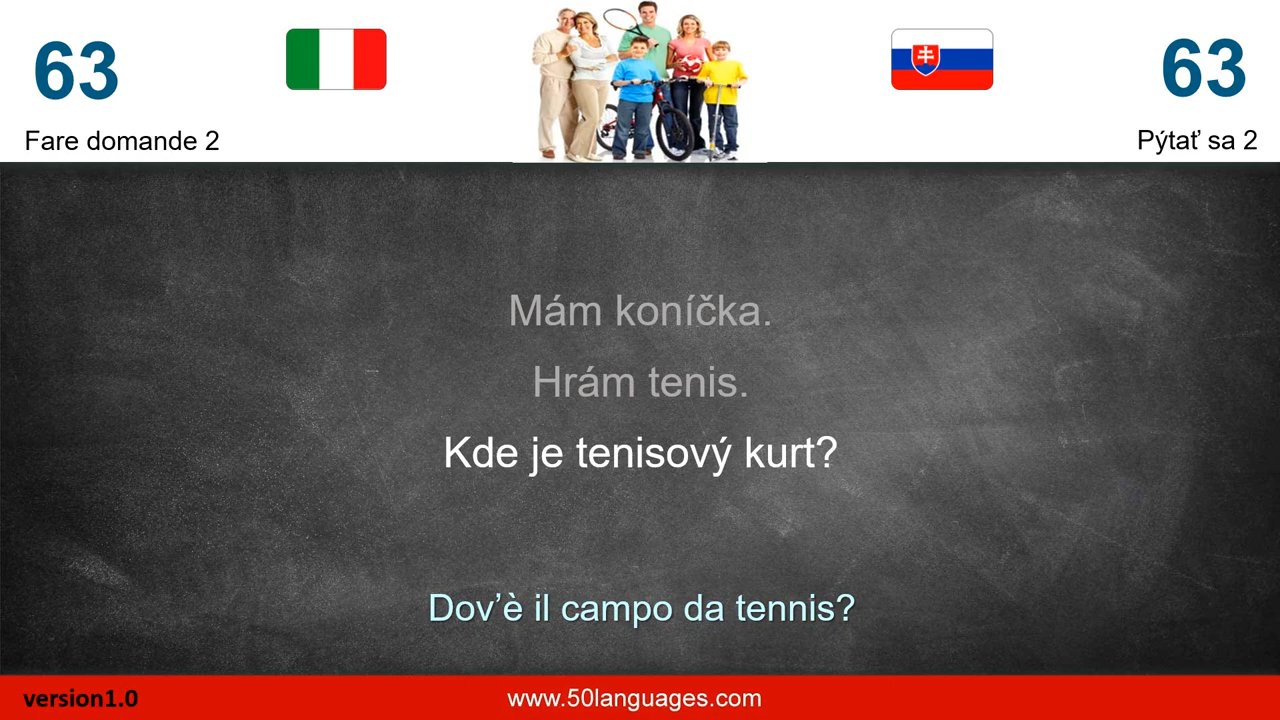 63
63
Fare domande 2
Pýtať sa 2
Mám koníčka.
Hrám tenis.
Kde je tenisový kurt?
Dov’è il campo da tennis?
version1.0
www.50languages.com